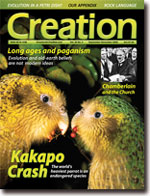 EVOLUTION IN A PETRI DISH
OUR APPENDIX
ROCK LANGUAGE
Creation
Long ages and paganism
Evolution and old-earth beliefs
are not modern ideas
Chamberlain
and the Church
Kakapo
Crash
The world's
heaviest parrot is an
endangered species